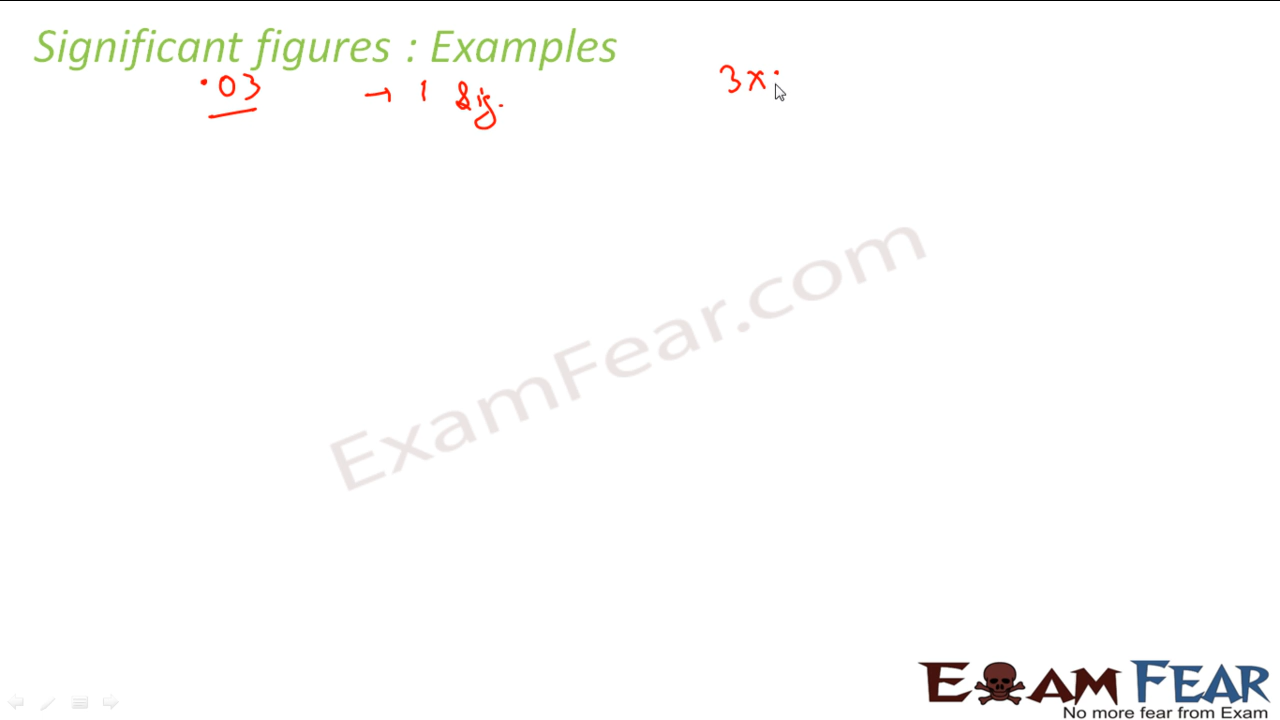 Significant figures : Examples
.03 → 1 Sig. 3x
ExamFear.com
EXAM FEAR
No more fear from Exam